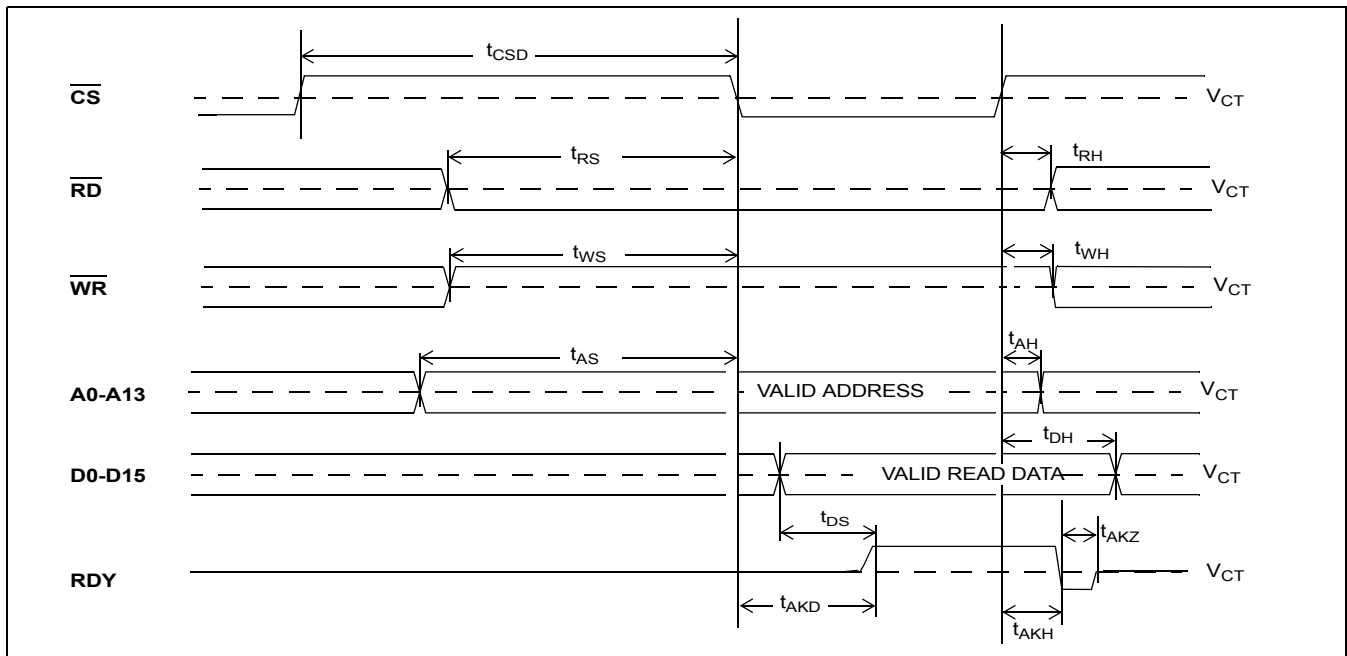 tCSD
CS VCT
tRS tRH
RD VCT
tWS tWH
WR VCT
tAS tAH
A0-A13 VALID ADDRESS VCT
tDH
D0-D15 VALID READ DATA VCT
tDS tAKZ
RDY VCT
tAKD tAKH